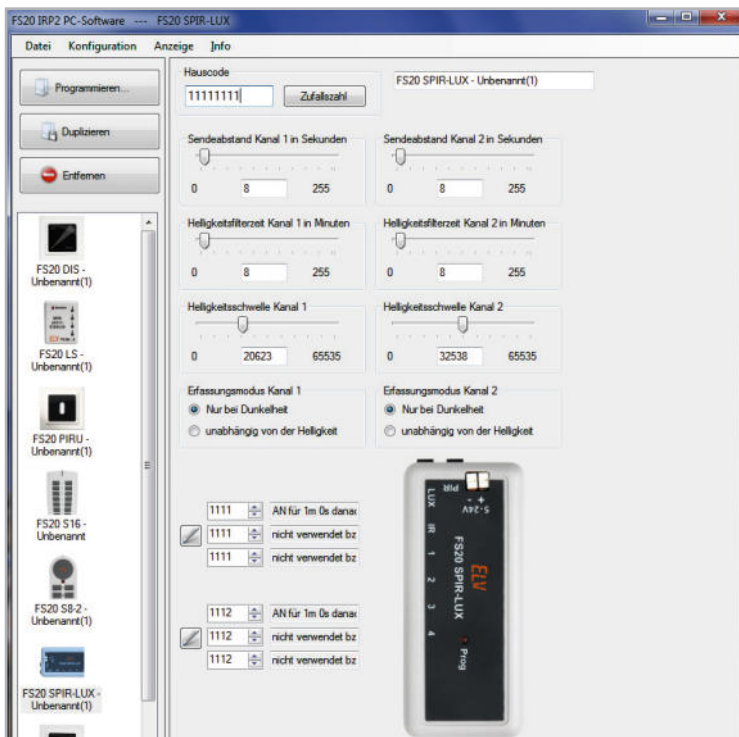 FS20 IRP2 PC-Software --- FS20 SPIR-LUX
Datei Konfiguration Anzeige Info
Programmieren...
Duplizieren
Entfernen
FS20 DIS -
Unbenannt(1)
FS20 LS -
Unbenannt(1)
FS20 PIRU -
Unbenannt(1)
FS20 S16 -
Unbenannt
FS20 S8-2 -
Unbenannt(1)
FS20 SPIR-LUX -
Unbenannt(1)
Hauscode
11111111
Zufallszahl
FS20 SPIR-LUX - Unbenannt(1)
Sendeabstand Kanal 1 in Sekunden
0 8 255
Sendeabstand Kanal 2 in Sekunden
0 8 255
Helligkeitsfilterzeit Kanal 1 in Minuten
0 8 255
Helligkeitsfilterzeit Kanal 2 in Minuten
0 8 255
Helligkeitsschwelle Kanal 1
0 20623 65535
Helligkeitsschwelle Kanal 2
0 32538 65535
Erfassungsmodus Kanal 1
Nur bei Dunkelheit
unabhängig von der Helligkeit
Erfassungsmodus Kanal 2
Nur bei Dunkelheit
unabhängig von der Helligkeit
1111 AN für 1m 0s danac
1111 nicht verwendet bz
1111 nicht verwendet bz
1112 AN für 1m 0s danac
1112 nicht verwendet bz
1112 nicht verwendet bz
PIR
+ -
5-24V
LUX IR 1 2 3 4
FS20 SPIR-LUX
ELV
Prog